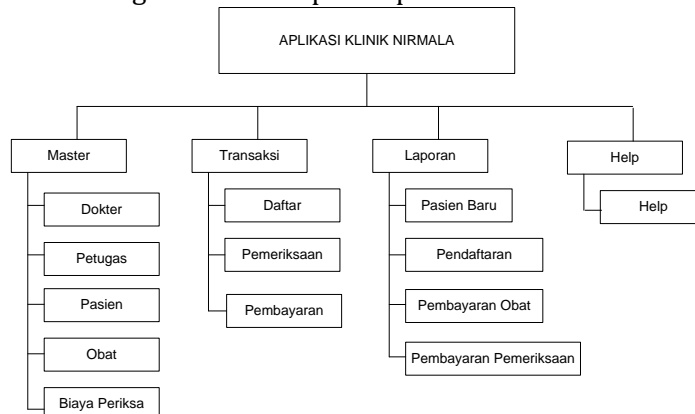 APLIKASI KLINIK NIRMALA
Master
Transaksi
Laporan
Help
Dokter
Petugas
Pasien
Obat
Biaya Periksa
Daftar
Pemeriksaan
Pembayaran
Pasien Baru
Pendaftaran
Pembayaran Obat
Pembayaran Pemeriksaan
Help